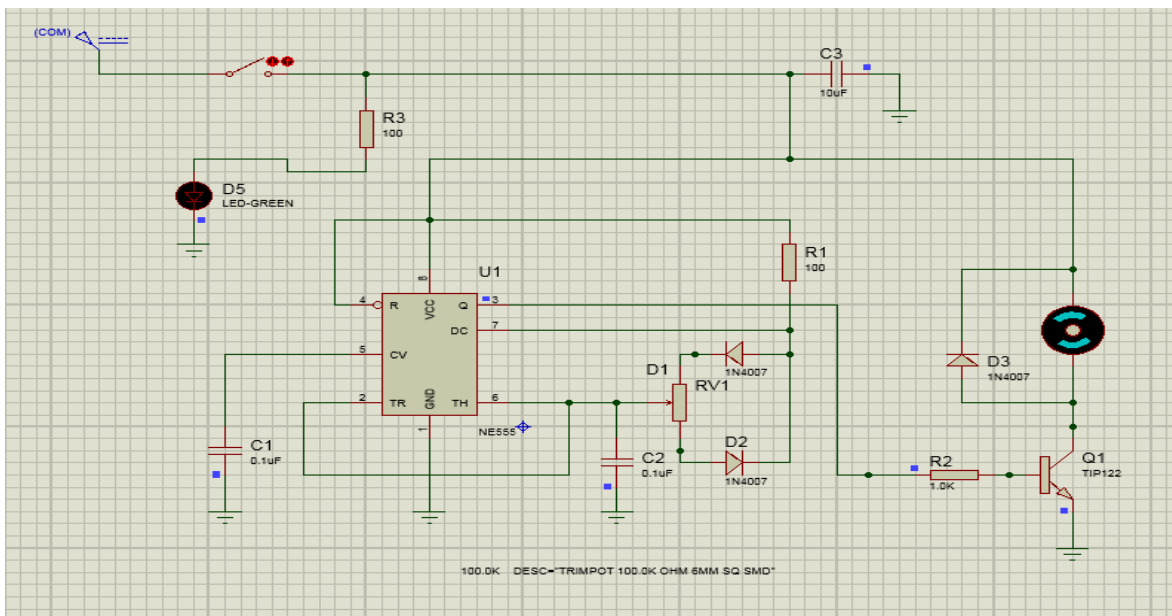 (COM)
C3
10uF
R3
100
D5
LED-GREEN
R1
100
U1
8
4
R
VCC
Q
3
DC
7
5
CV
D1
1N4007
RV1
D3
1N4007
2
TR
GND
TH
6
1
NE555
C1
0.1uF
C2
0.1uF
D2
1N4007
R2
1.0K
Q1
TIP122
100.0K DESC="TRIMPOT 100.0K OHM 6MM SQ SMD"